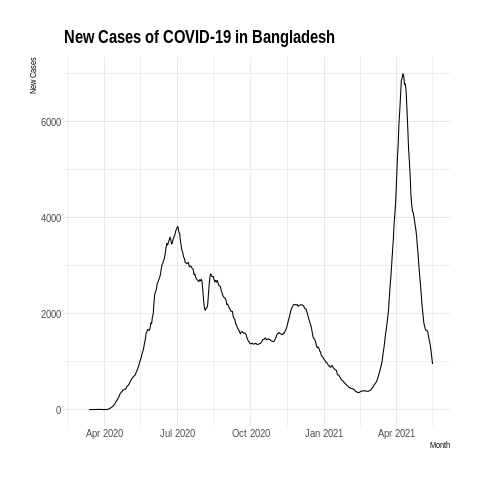 New Cases of COVID-19 in Bangladesh
New Cases
6000
4000
2000
0
Apr 2020 Jul 2020 Oct 2020 Jan 2021 Apr 2021
Month